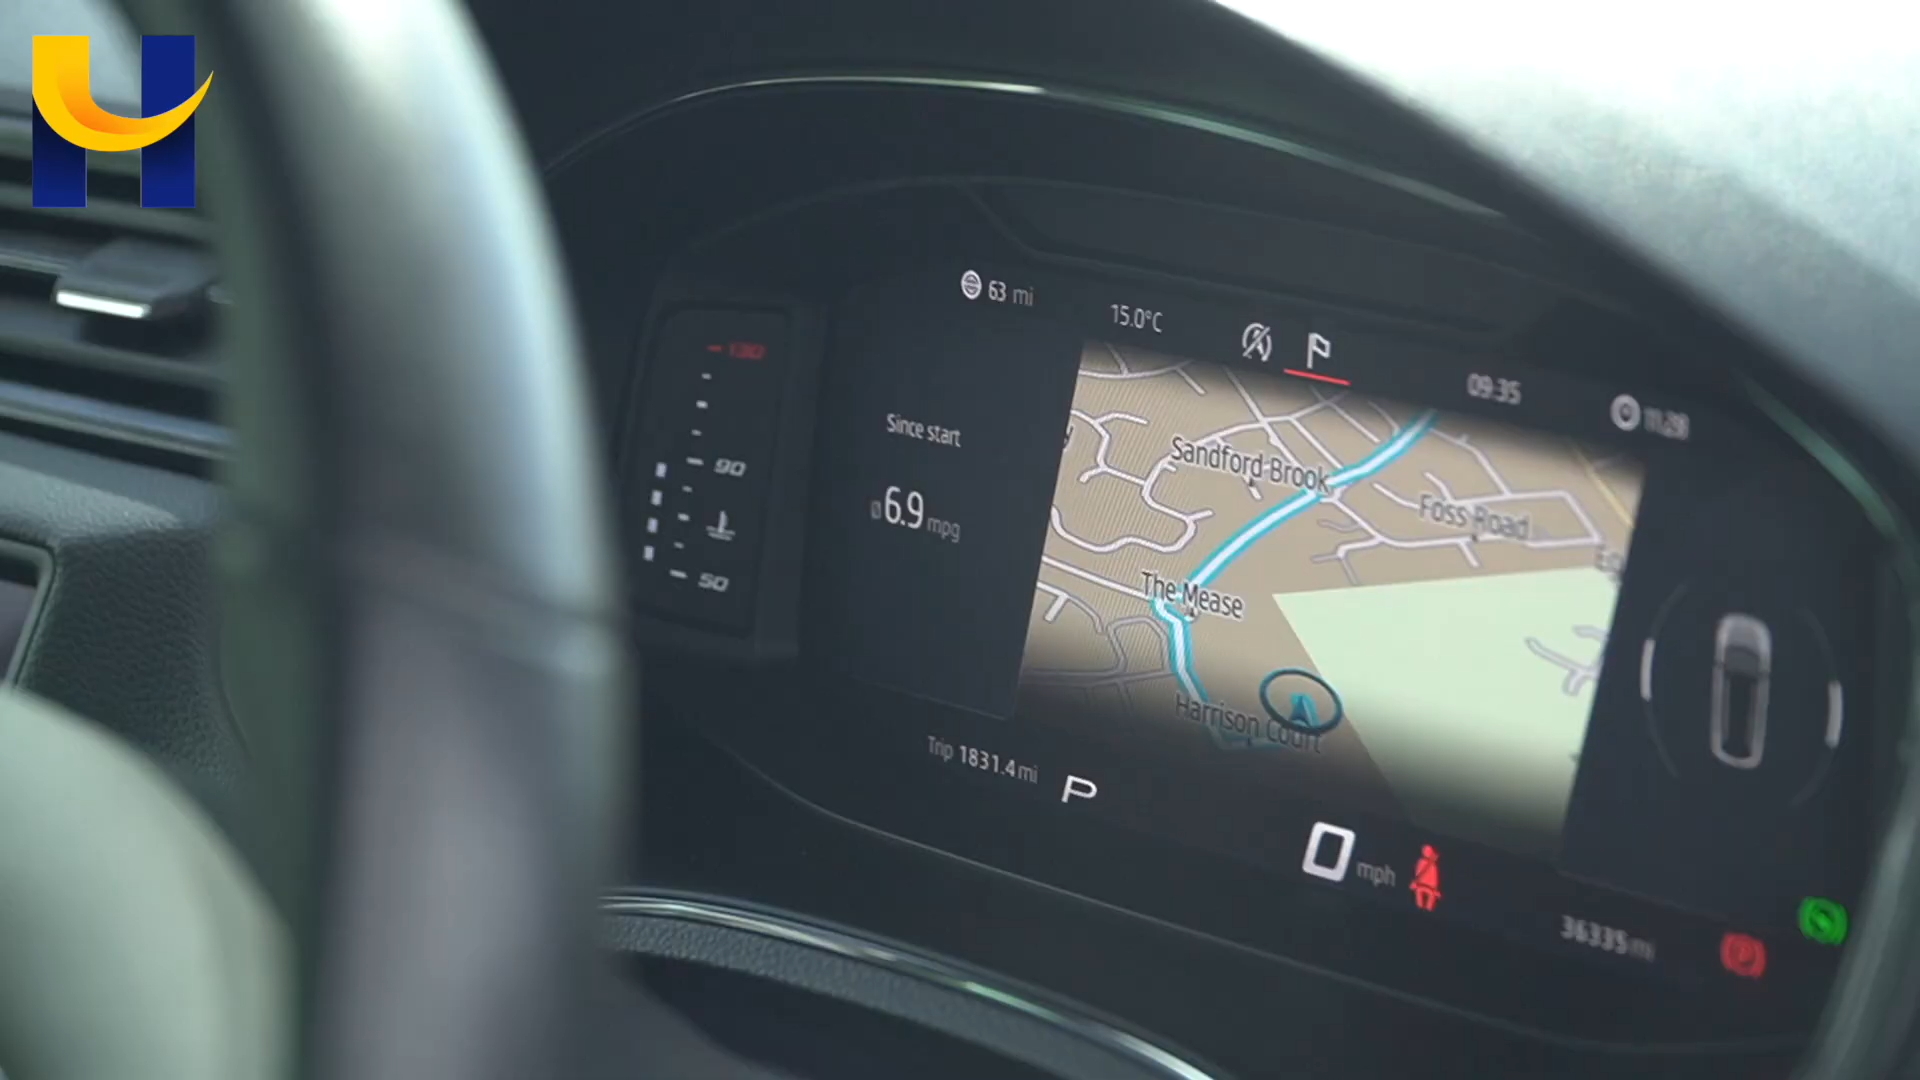 63 mi
15.0°C
09:35
Since start
ø6.9 mpg
90
50
Sandford Brook
Foss Road
The Mease
Harrison Court
Trip 1831.4 mi
P
0 mph
36335 mi